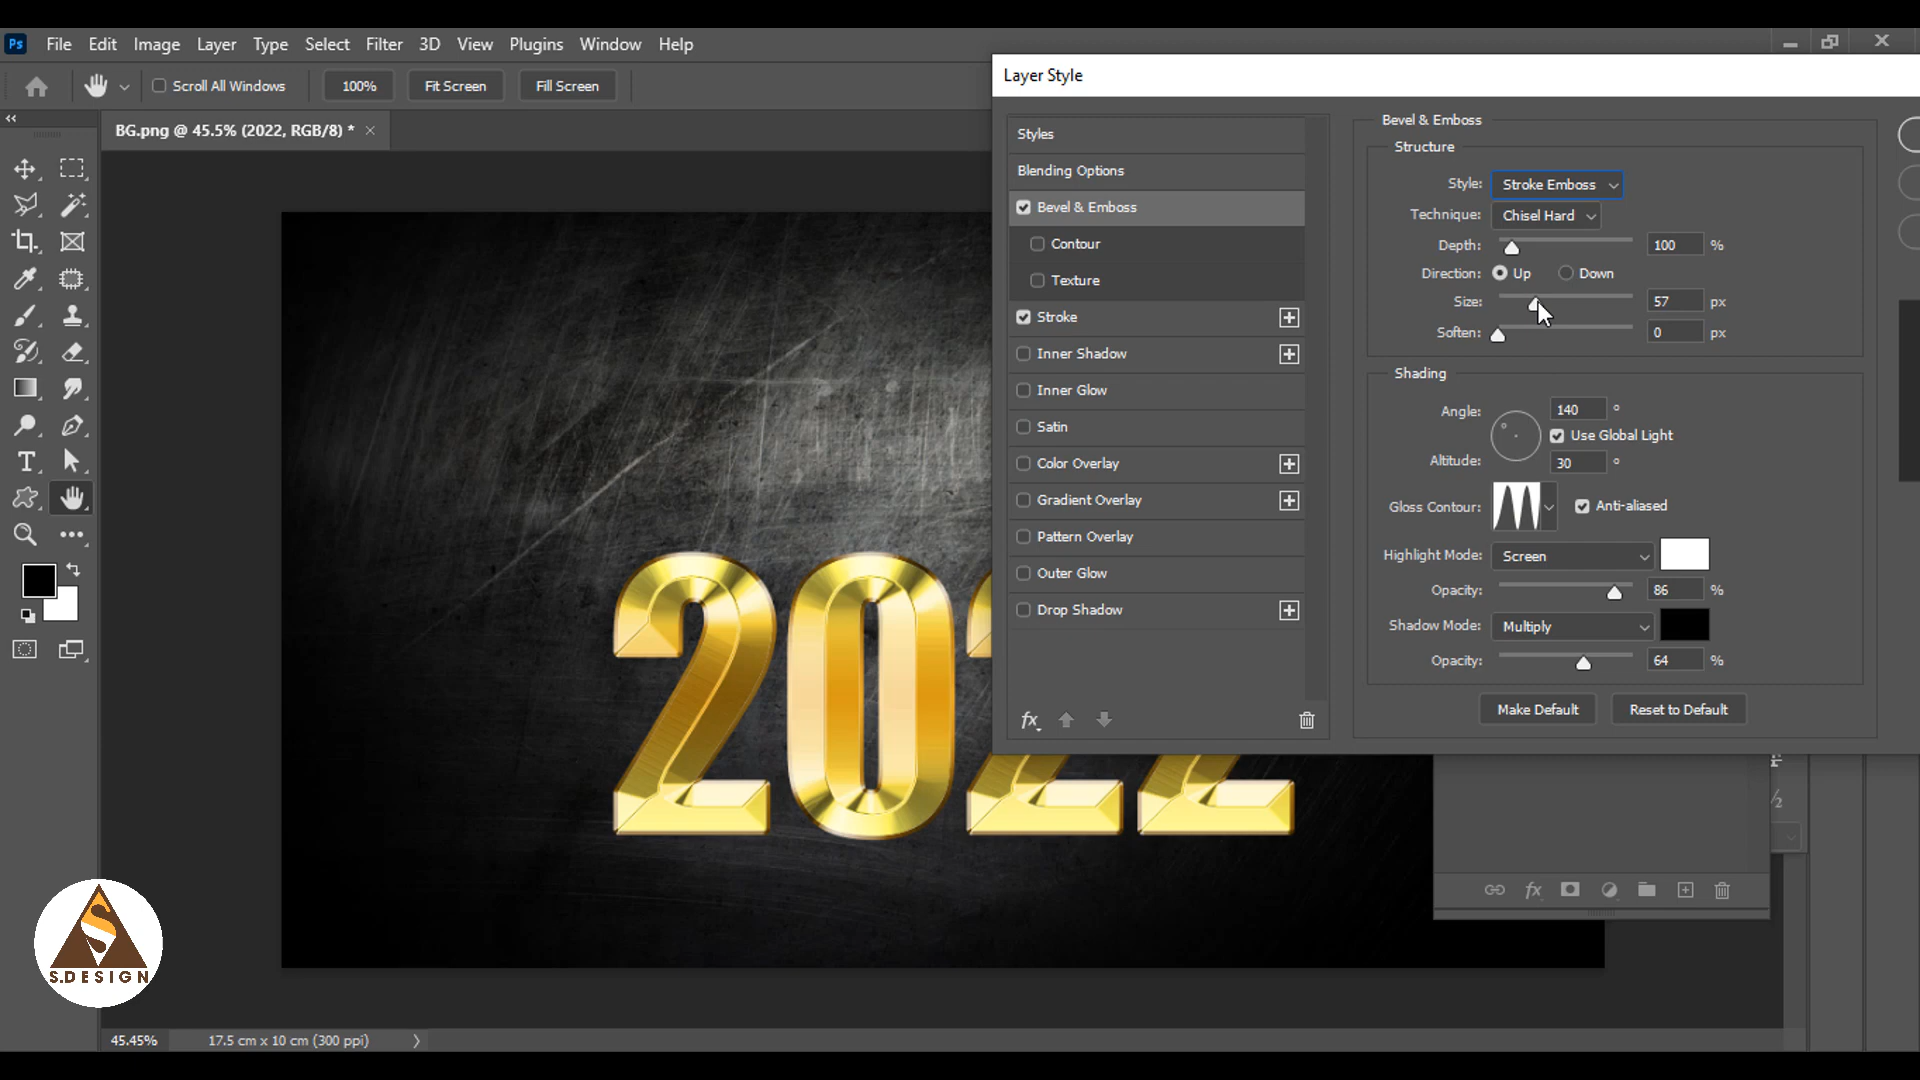 Ps File Edit Image Layer Type Select Filter 3D View Plugins Window Help
Scroll All Windows 100% Fit Screen Fill Screen
BG.png @ 45.5% (2022, RGB/8) *
Layer Style
Styles
Blending Options
Bevel & Emboss
Contour
Texture
Stroke
Inner Shadow
Inner Glow
Satin
Color Overlay
Gradient Overlay
Pattern Overlay
Outer Glow
Drop Shadow
fx
Bevel & Emboss
Structure
Style: Stroke Emboss
Technique: Chisel Hard
Depth: 100 %
Direction: Up Down
Size: 57 px
Soften: 0 px
Shading
Angle: 140 °
Use Global Light
Altitude: 30 °
Gloss Contour: Anti-aliased
Highlight Mode: Screen
Opacity: 86 %
Shadow Mode: Multiply
Opacity: 64 %
Make Default Reset to Default
2022
fx
S.DESIGN
45.45% 17.5 cm x 10 cm (300 ppi)